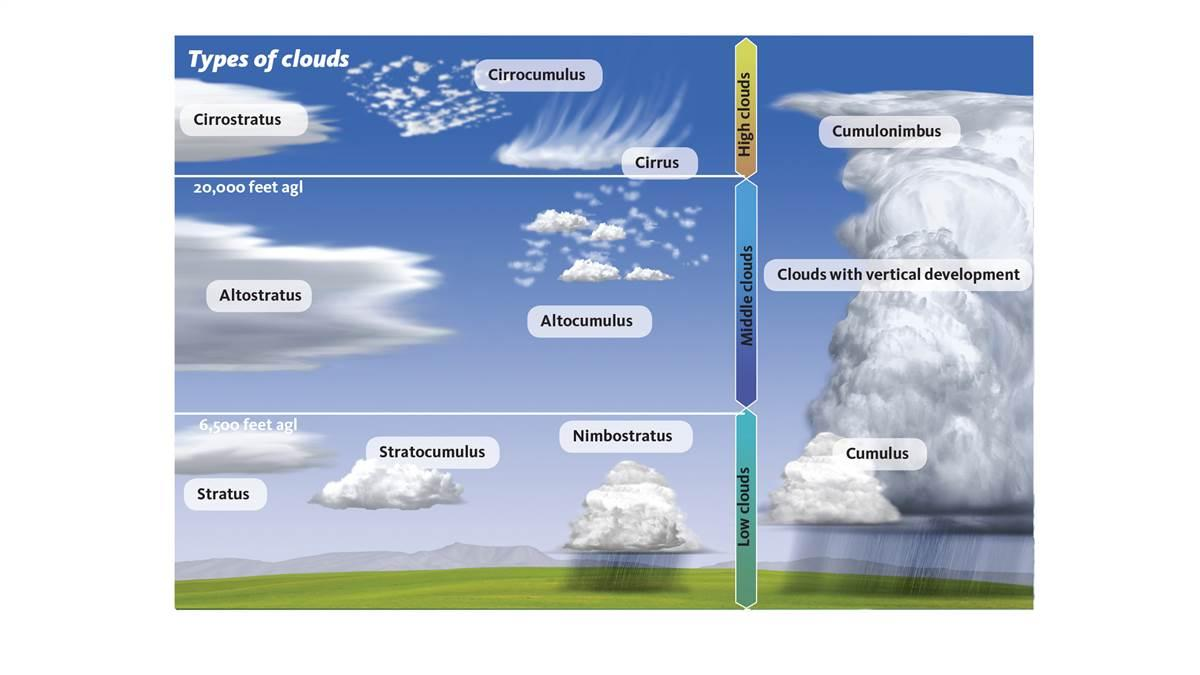 Types of clouds
Cirrocumulus
Cirrostratus
Cirrus
High clouds
Cumulonimbus
20,000 feet agl
Altostratus
Altocumulus
Middle clouds
Clouds with vertical development
6,500 feet agl
Stratus
Stratocumulus
Nimbostratus
Low clouds
Cumulus